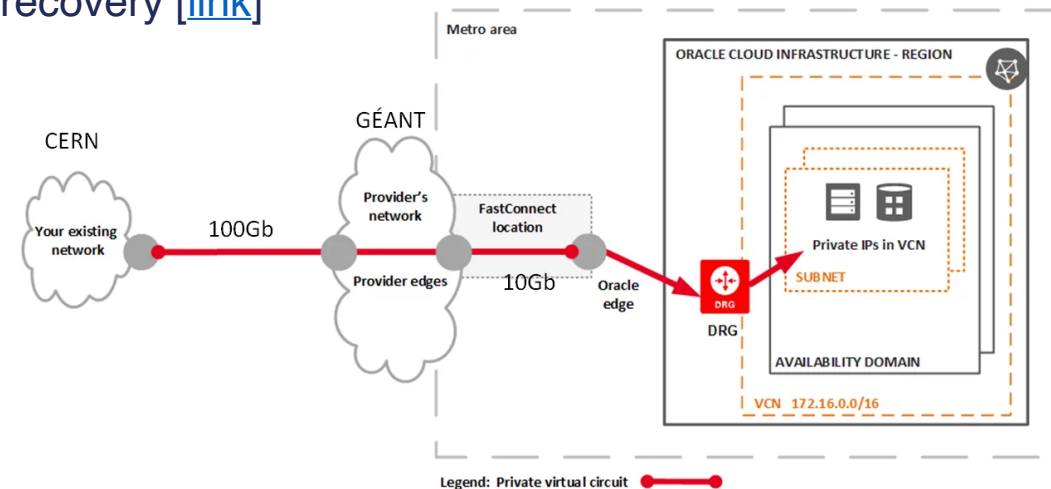 recovery [link]
Metro area
ORACLE CLOUD INFRASTRUCTURE - REGION
CERN
GÉANT
Your existing
network
100Gb
Provider's
network
Provider edges
FastConnect
location
10Gb
Oracle
edge
DRG
DRG
Private IPs in VCN
SUBNET
AVAILABILITY DOMAIN
VCN 172.16.0.0/16
Legend: Private virtual circuit